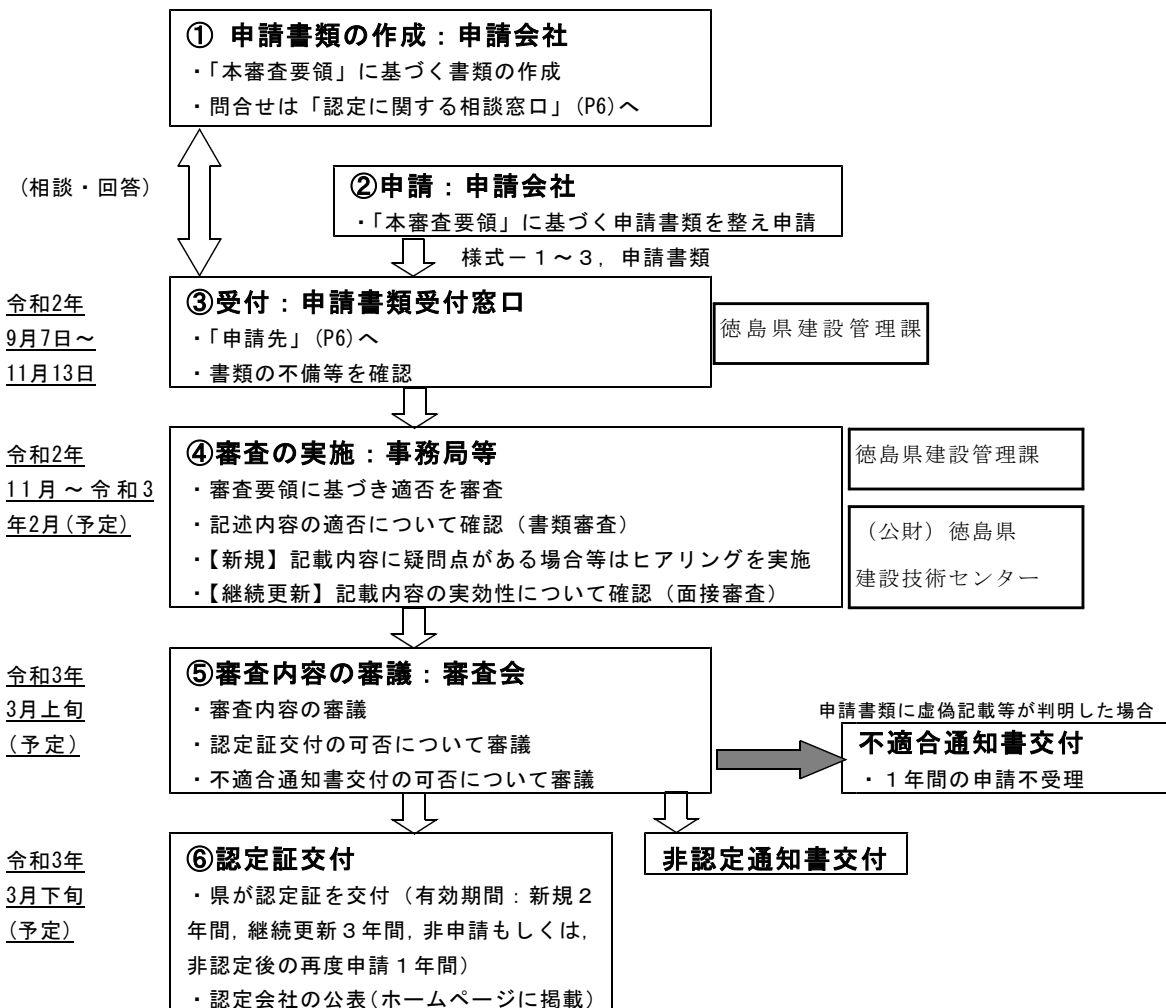 ① 申請書類の作成：申請会社
・「本審査要領」に基づく書類の作成
・問合せは「認定に関する相談窓口」(P6)へ
(相談・回答)
②申請：申請会社
・「本審査要領」に基づく申請書類を整え申請
様式－１～３，申請書類
令和2年
9月7日～
11月13日
③受付：申請書類受付窓口
・「申請先」(P6)へ
・書類の不備等を確認
徳島県建設管理課
令和2年
11月～令和3
年2月(予定)
④審査の実施：事務局等
・審査要領に基づき適否を審査
・記述内容の適否について確認（書類審査）
・【新規】記載内容に疑問点がある場合等はヒアリングを実施
・【継続更新】記載内容の実効性について確認（面接審査）
徳島県建設管理課
（公財）徳島県
建設技術センター
令和3年
3月上旬
(予定)
⑤審査内容の審議：審査会
・審査内容の審議
・認定証交付の可否について審議
・不適合通知書交付の可否について審議
申請書類に虚偽記載等が判明した場合
不適合通知書交付
・１年間の申請不受理
令和3年
3月下旬
(予定)
⑥認定証交付
・県が認定証を交付（有効期間：新規２
年間，継続更新３年間，非申請もしくは，
非認定後の再度申請１年間）
・認定会社の公表(ホームページに掲載)
非認定通知書交付